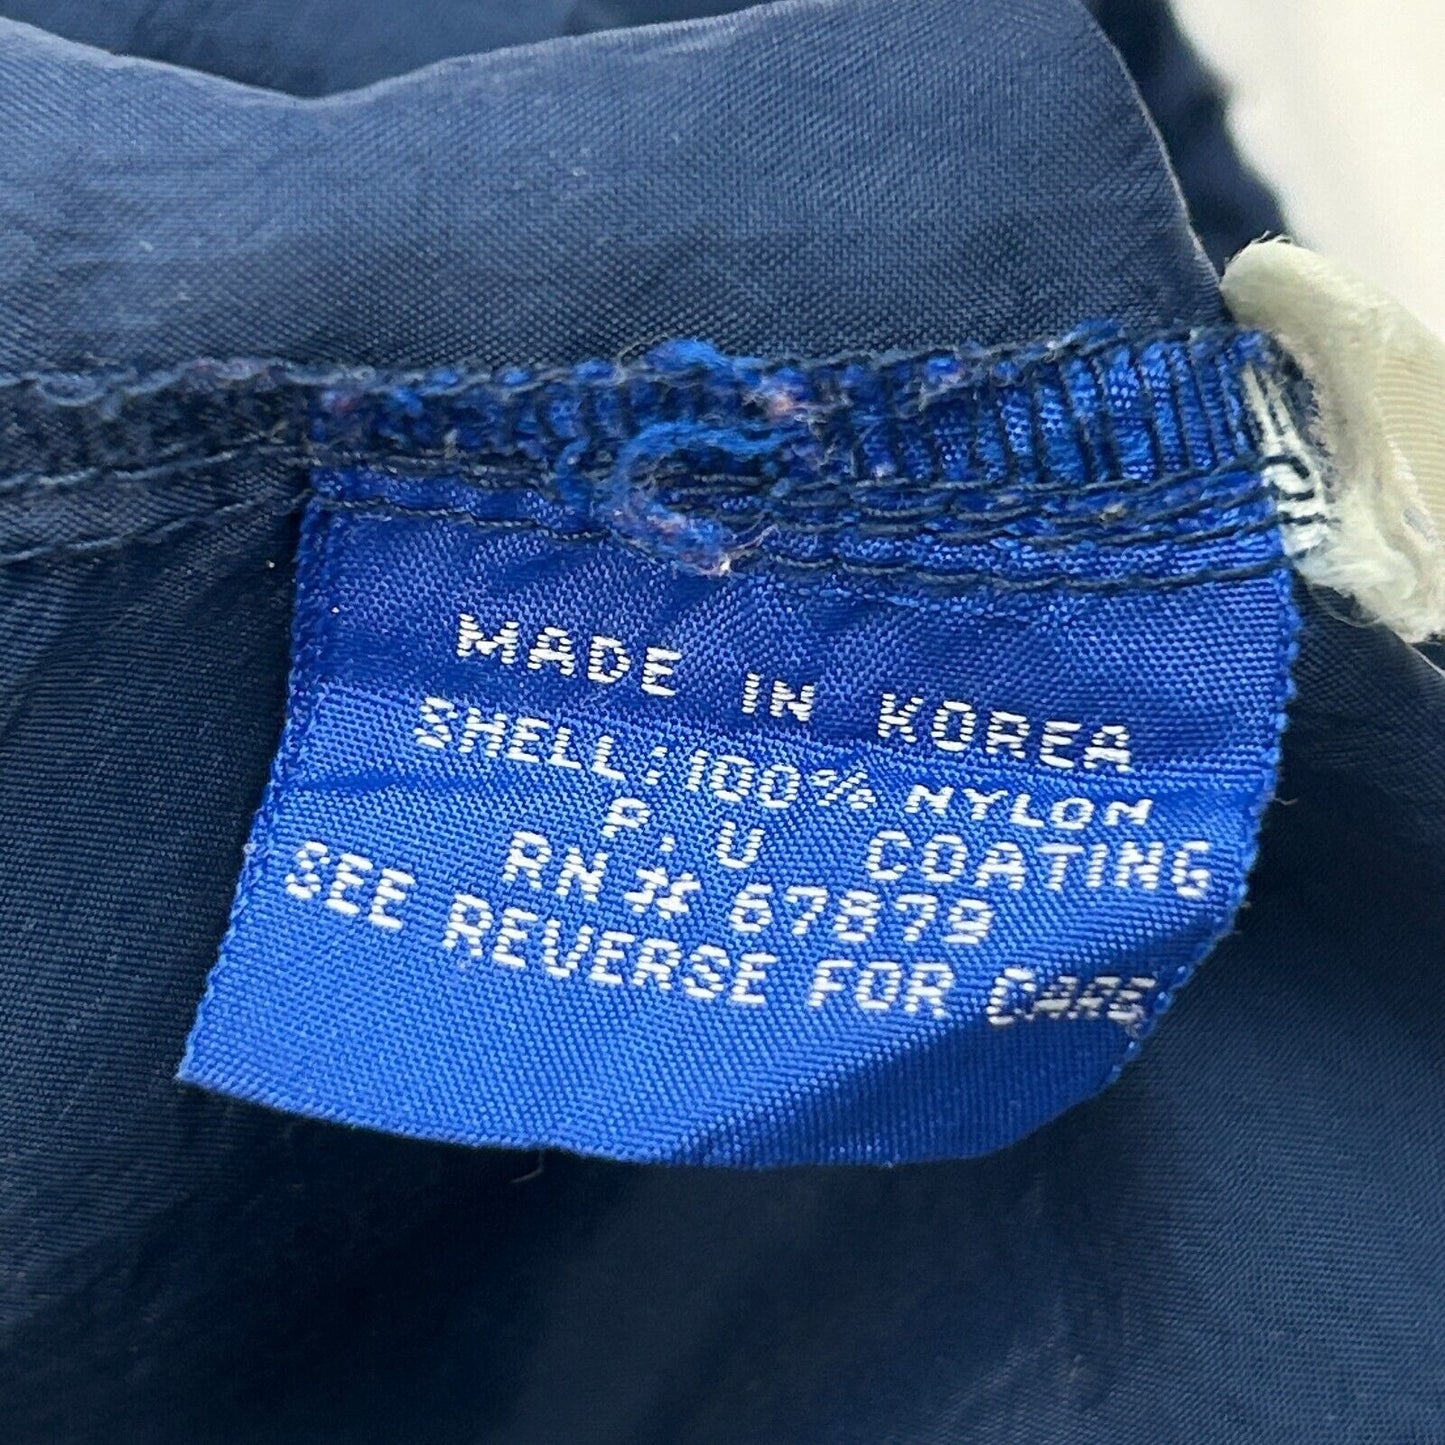 MADE IN KOREA
SHELL: 100% NYLON
P.U COATING
RN# 67879
SEE REVERSE FOR CARE